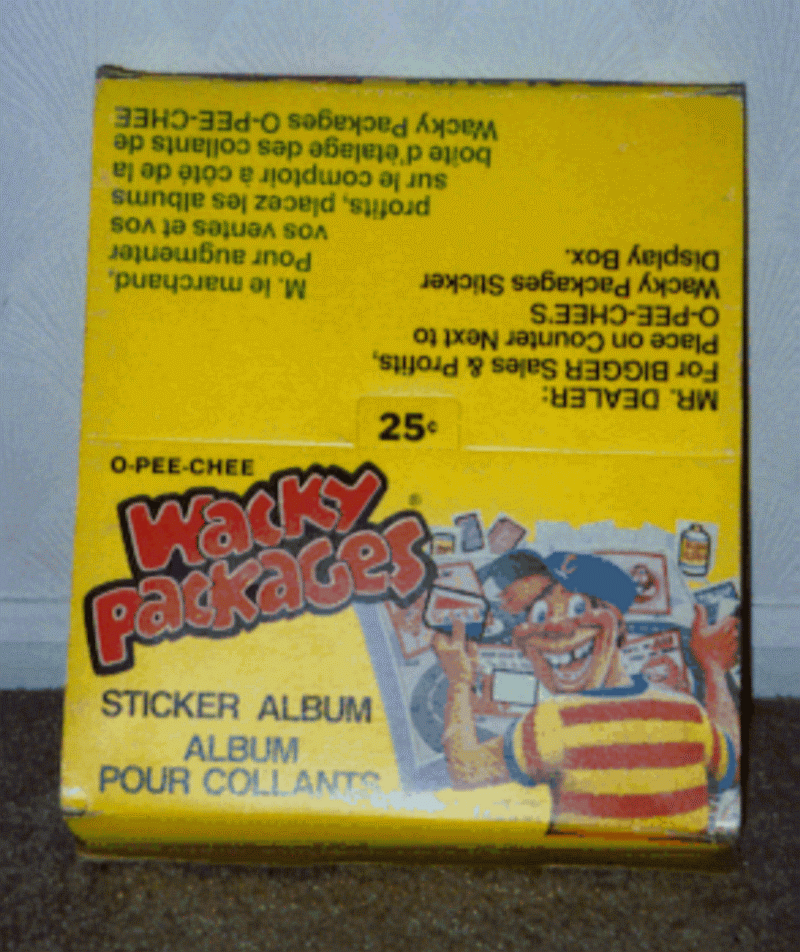 MR. DEALER:
For BIGGER Sales & Profits,
Place on Counter Next to
O-PEE-CHEE'S
Wacky Packages Sticker
Display Box.
M. le marchand,
Pour augmenter
vos ventes et vos
profits, placez les albums
sur le comptoir à côté de la
boîte d'étalage des collants de
Wacky Packages O-PEE-CHEE
25¢
O-PEE-CHEE
Wacky
Packages®
STICKER ALBUM
ALBUM
POUR COLLANTS